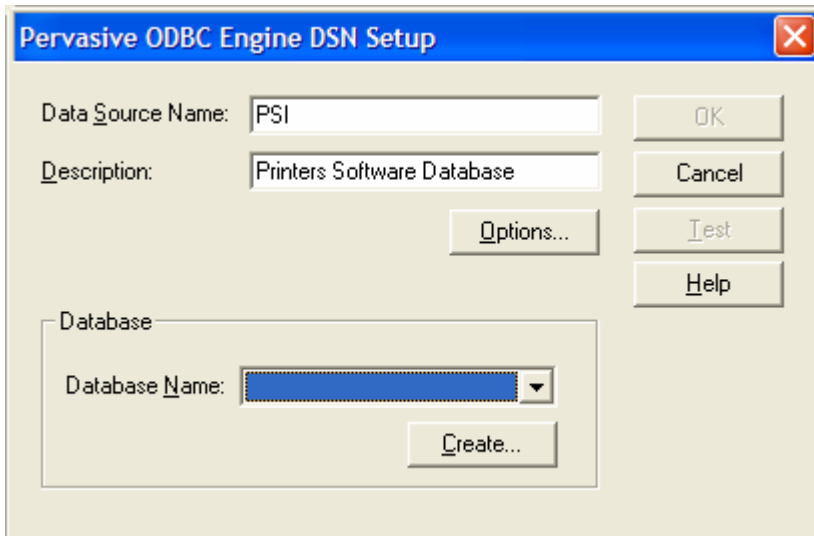 Pervasive ODBC Engine DSN Setup
Data Source Name: PSI
OK
Description: Printers Software Database
Cancel
Options...
Test
Help
Database
Database Name:
Create...